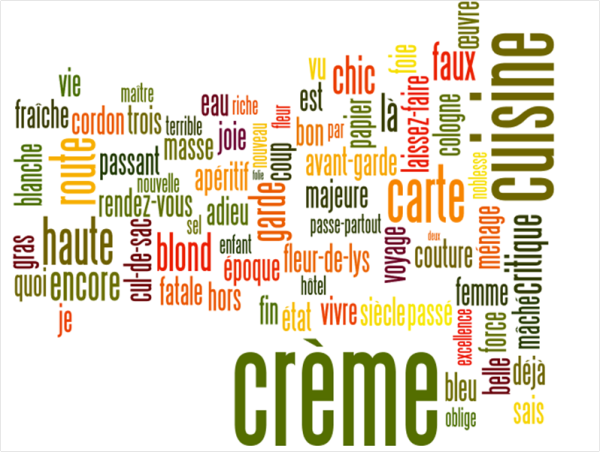 œuvre
cuisine
vu
chic
foie
faux
vie
maître
eau
riche
fleur
est
papier
là
laissez-faire
cologne
fraîche
cordon
trois
terrible
joie
nouveau
bon
par
blanche
route
passant
masse
coup
avant-garde
noblesse
nouvelle
apéritif
folie
majeure
carte
rendez-vous
adieu
garde
passe-partout
ménage
critique
gras
haute
cul-de-sac
sel
blond
enfant
époque
fleur-de-lys
voyage
deux
couture
quoi
encore
fatale
hors
hôtel
femme
mâché
je
fin
état
vivre
siècle
passé
excellence
force
crème
belle
déjà
bleu
oblige
sais